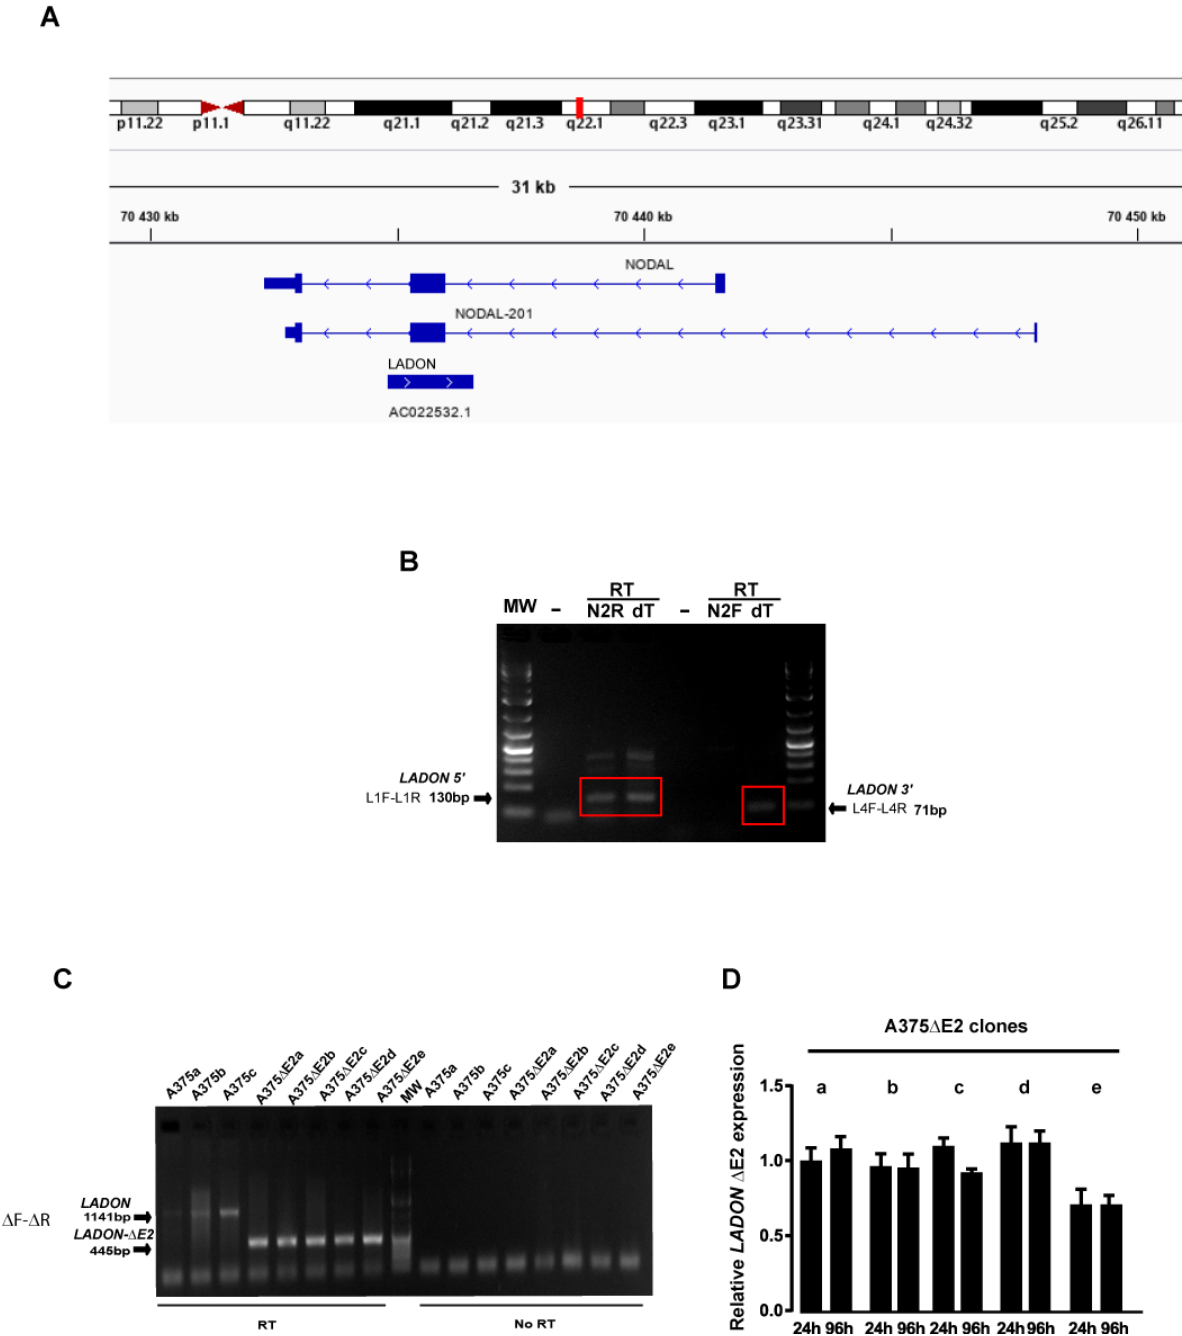 A
p11.22 p11.1 q11.22 q21.1 q21.2 q21.3 q22.1 q22.3 q23.1 q23.31 q24.1 q24.32 q25.2 q26.11
31 kb
70 430 kb 70 440 kb 70 450 kb
NODAL
NODAL-201
LADON
AC022532.1
B
RT RT
MW – N2R dT – N2F dT
LADON 5'
L1F-L1R 130bp
LADON 3'
L4F-L4R 71bp
C
A375a A375b A375c A375ΔE2a A375ΔE2b A375ΔE2c A375ΔE2d A375ΔE2e MW A375a A375b A375c A375ΔE2a A375ΔE2b A375ΔE2c A375ΔE2d A375ΔE2e
LADON
1141bp
ΔF-ΔR
LADON-ΔE2
445bp
RT No RT
D
A375ΔE2 clones
a b c d e
Relative LADON ΔE2 expression
1.5
1.0
0.5
0.0
24h 96h 24h 96h 24h 96h 24h 96h 24h 96h